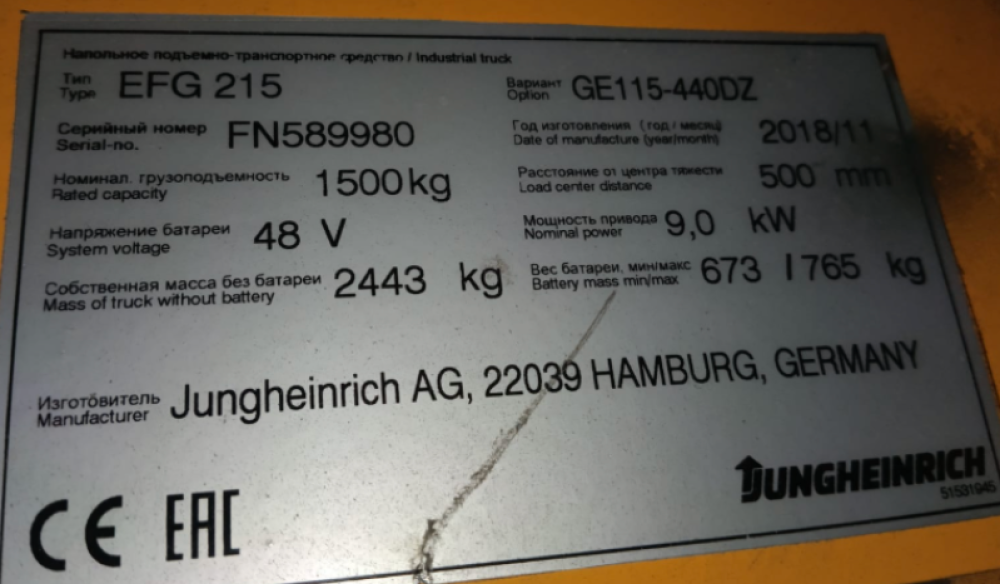 Напольное подъемно-транспортное средство / Industrial truck
Тип
Type EFG 215
Вариант
Option GE115-440DZ
Серийный номер
Serial-no. FN589980
Год изготовления (год / месяц)
Date of manufacture (year/month) 2018/11
Номинал. грузоподъемность
Rated capacity 1500 kg
Расстояние от центра тяжести
Load center distance 500 mm
Напряжение батареи
System voltage 48 V
Мощность привода
Nominal power 9,0 kW
Собственная масса без батареи
Mass of truck without battery 2443 kg
Вес батареи, мин/макс
Battery mass min/max 673 / 765 kg
Изготовитель
Manufacturer Jungheinrich AG, 22039 HAMBURG, GERMANY
JUNGHEINRICH
51531945
CE EAC